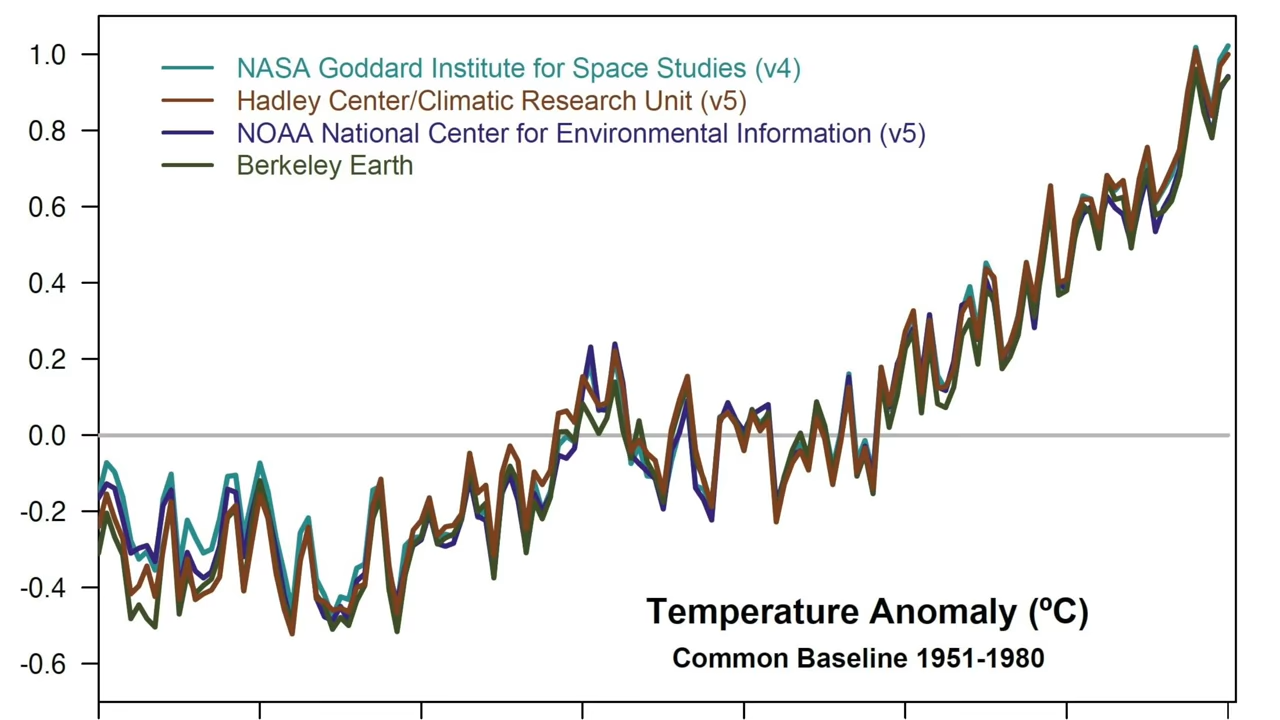 1.0
0.8
0.6
0.4
0.2
0.0
-0.2
-0.4
-0.6
NASA Goddard Institute for Space Studies (v4)
Hadley Center/Climatic Research Unit (v5)
NOAA National Center for Environmental Information (v5)
Berkeley Earth
Temperature Anomaly (ºC)
Common Baseline 1951-1980